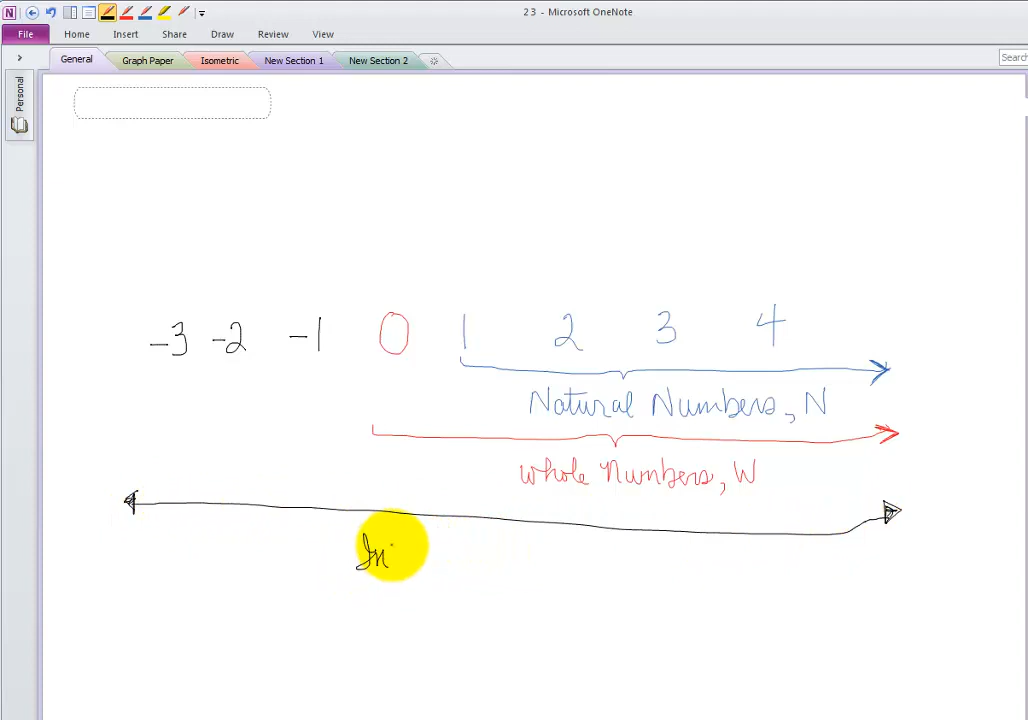 23 - Microsoft OneNote
File Home Insert Share Draw Review View
General Graph Paper Isometric New Section 1 New Section 2
Search
Personal
-3 -2 -1 0 1 2 3 4
Natural Numbers, N
Whole Numbers, W
In